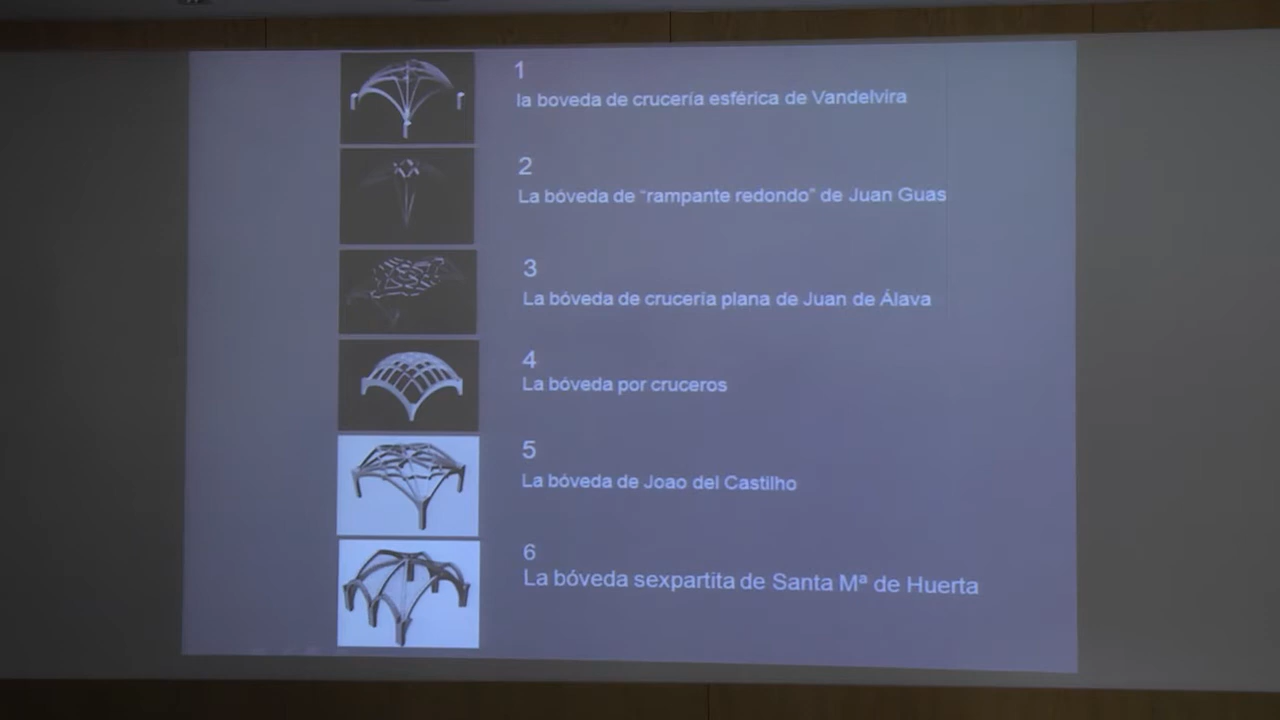 1
la boveda de crucería esférica de Vandelvira
2
La bóveda de “rampante redondo” de Juan Guas
3
La bóveda de crucería plana de Juan de Álava
4
La bóveda por cruceros
5
La bóveda de Joao del Castilho
6
La bóveda sexpartita de Santa Mª de Huerta